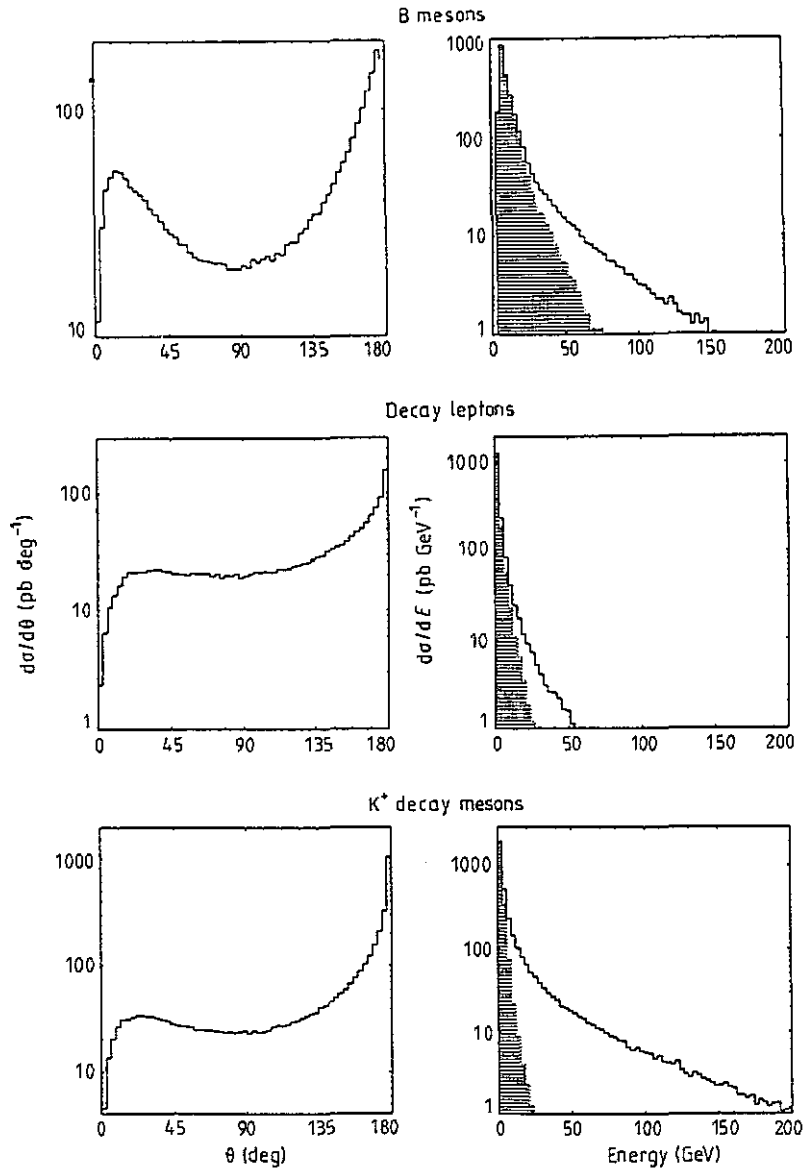 B mesons
100
10
0 45 90 135 180
1000
100
10
1
0 50 100 150 200
Decay leptons
dσ/dθ (pb deg⁻¹)
100
10
1
0 45 90 135 180
dσ/dE (pb GeV⁻¹)
1000
100
10
1
0 50 100 150 200
K⁺ decay mesons
1000
100
10
0 45 90 135 180
θ (deg)
1000
100
10
1
0 50 100 150 200
Energy (GeV)